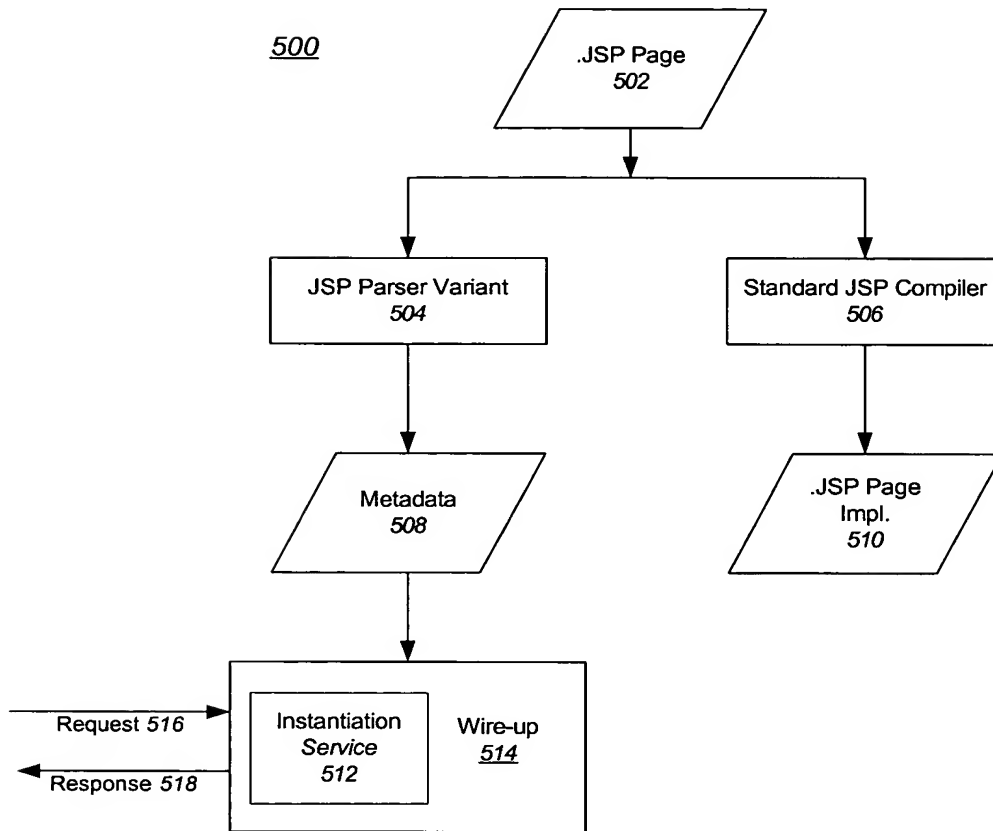 500
.JSP Page
502
JSP Parser Variant
504
Standard JSP Compiler
506
Metadata
508
.JSP Page
Impl.
510
Request 516
Response 518
Instantiation
Service
512
Wire-up
514